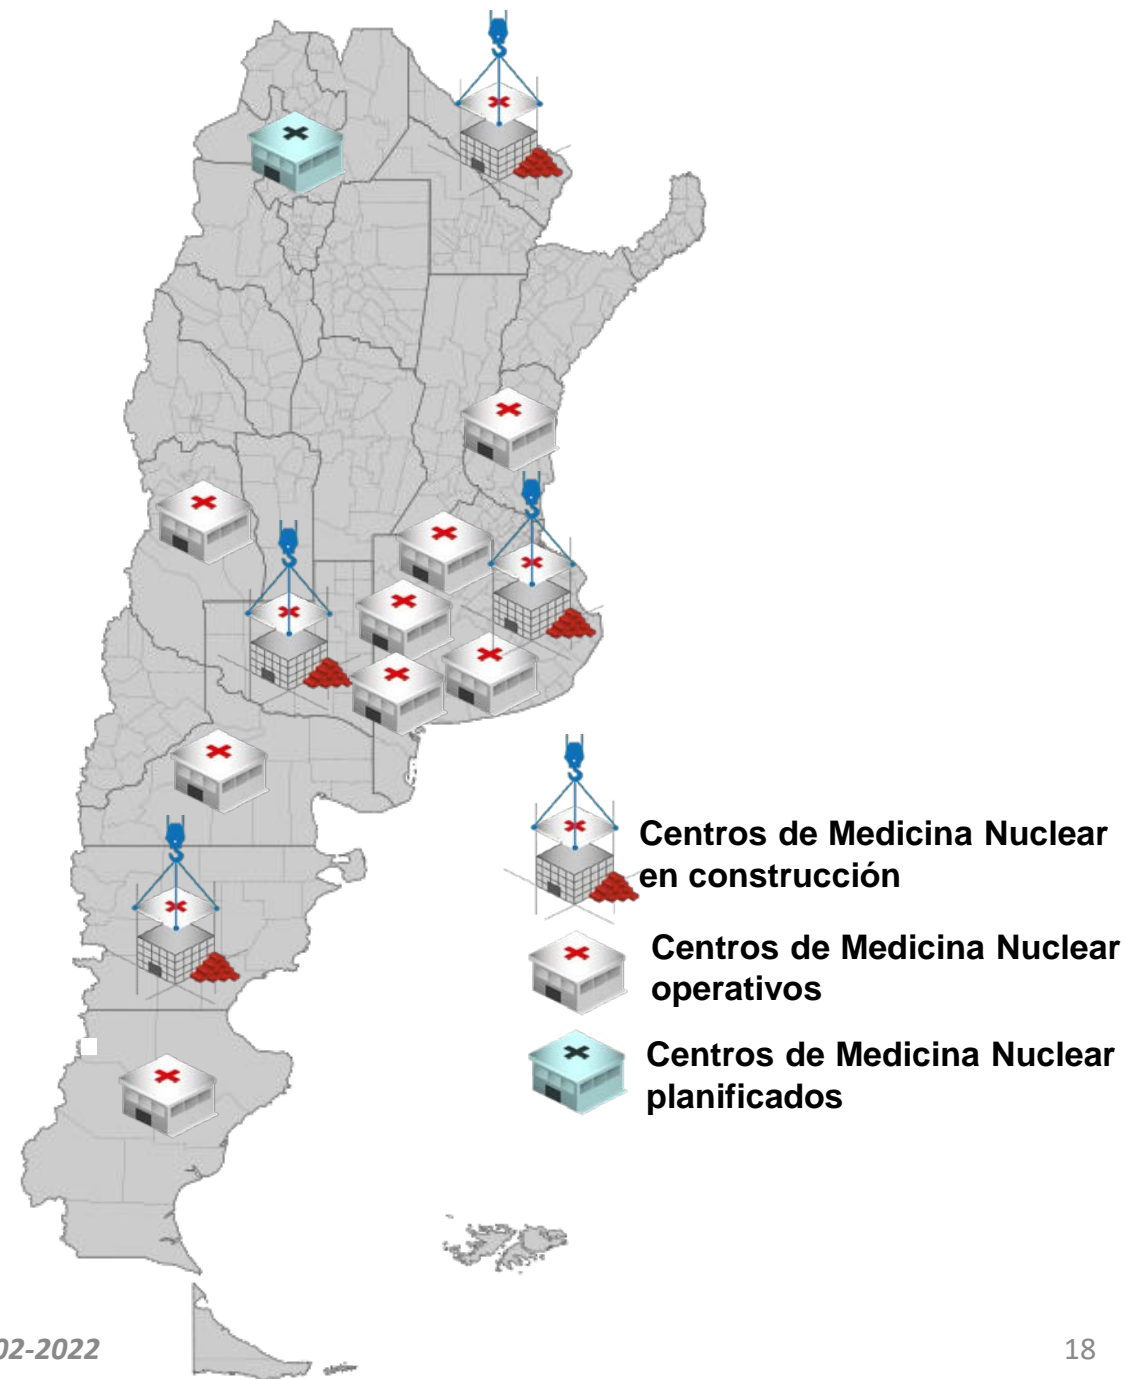 Centros de Medicina Nuclear
en construcción
Centros de Medicina Nuclear
operativos
Centros de Medicina Nuclear
planificados
02-2022
18